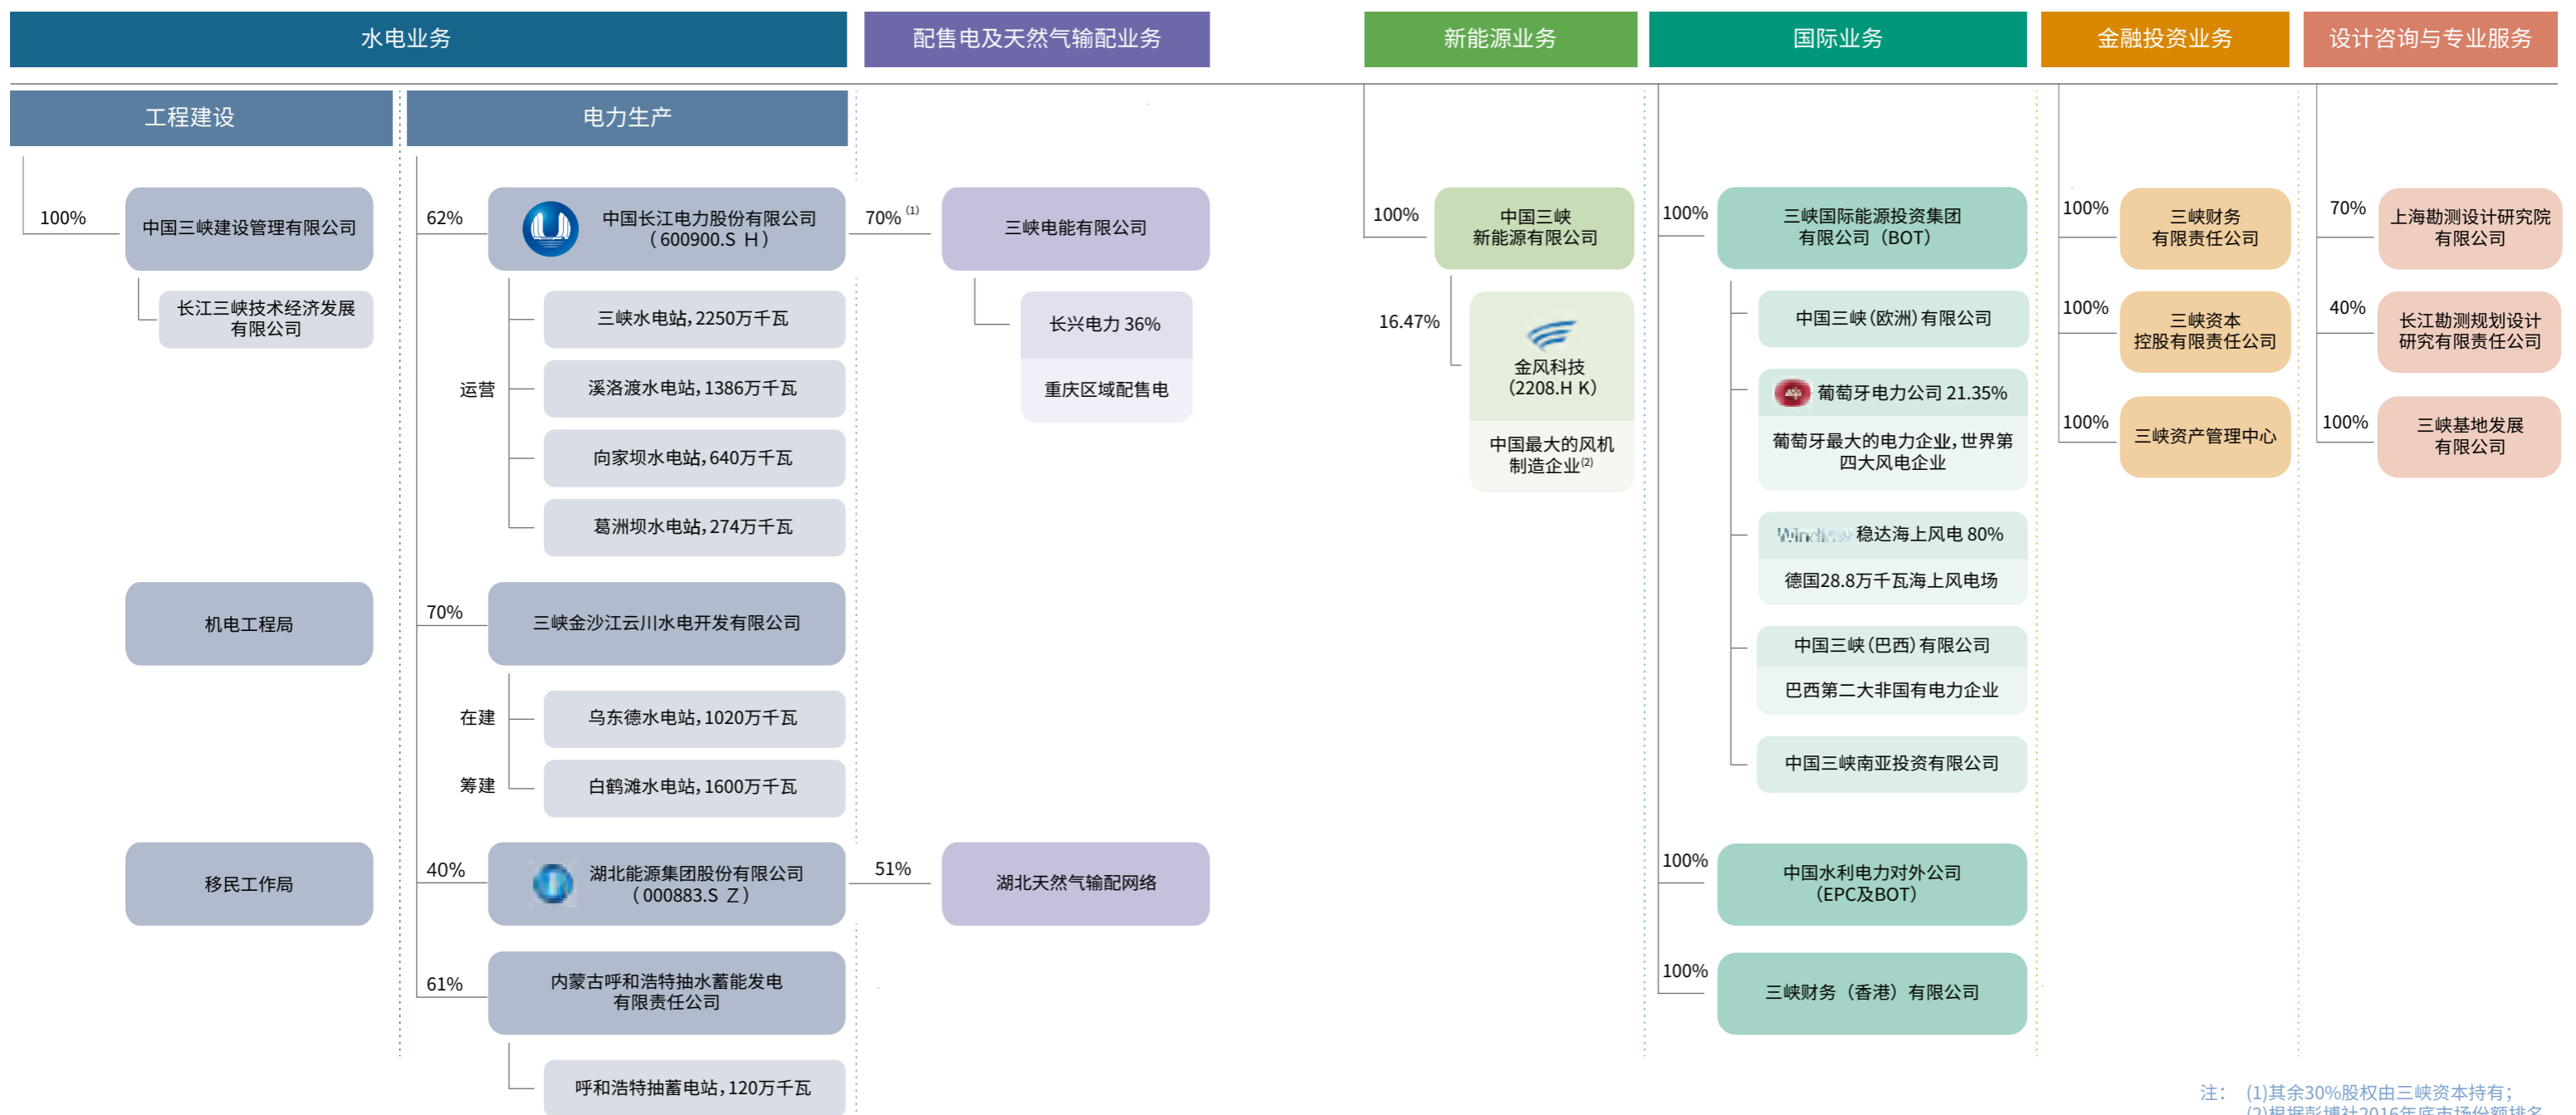 水电业务
配售电及天然气输配业务
新能源业务
国际业务
金融投资业务
设计咨询与专业服务
工程建设
电力生产
100%
中国三峡建设管理有限公司
长江三峡技术经济发展
有限公司
机电工程局
移民工作局
62%
中国长江电力股份有限公司
（600900.S H）
运营
三峡水电站，2250万千瓦
溪洛渡水电站，1386万千瓦
向家坝水电站，640万千瓦
葛洲坝水电站，274万千瓦
70%
三峡金沙江云川水电开发有限公司
在建
乌东德水电站，1020万千瓦
筹建
白鹤滩水电站，1600万千瓦
40%
湖北能源集团股份有限公司
（000883.S Z）
61%
内蒙古呼和浩特抽水蓄能发电
有限责任公司
呼和浩特抽蓄电站，120万千瓦
70% (1)
三峡电能有限公司
长兴电力 36%
重庆区域配售电
51%
湖北天然气输配网络
100%
中国三峡
新能源有限公司
16.47%
金风科技
（2208.H K）
中国最大的风机
制造企业(2)
100%
三峡国际能源投资集团
有限公司（BOT）
中国三峡（欧洲）有限公司
葡萄牙电力公司 21.35%
葡萄牙最大的电力企业，世界第
四大风电企业
稳达海上风电 80%
德国28.8万千瓦海上风电场
中国三峡（巴西）有限公司
巴西第二大非国有电力企业
中国三峡南亚投资有限公司
100%
中国水利电力对外公司
（EPC及BOT）
100%
三峡财务（香港）有限公司
100%
三峡财务
有限责任公司
100%
三峡资本
控股有限责任公司
100%
三峡资产管理中心
70%
上海勘测设计研究院
有限公司
40%
长江勘测规划设计
研究有限责任公司
100%
三峡基地发展
有限公司
注： (1)其余30%股权由三峡资本持有；
(2)根据彭博社2016年底市场份额排名